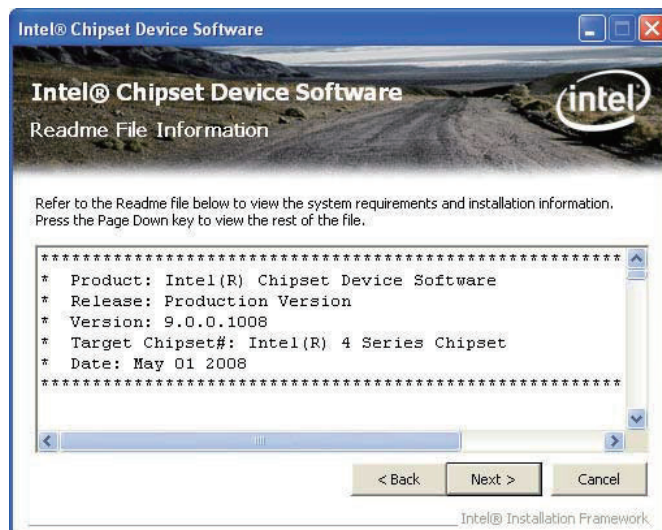 Intel® Chipset Device Software
Intel® Chipset Device Software
intel
Readme File Information
Refer to the Readme file below to view the system requirements and installation information.
Press the Page Down key to view the rest of the file.
********************************************************
* Product: Intel(R) Chipset Device Software
* Release: Production Version
* Version: 9.0.0.1008
* Target Chipset#: Intel(R) 4 Series Chipset
* Date: May 01 2008
********************************************************
< Back
Next >
Cancel
Intel® Installation Framework